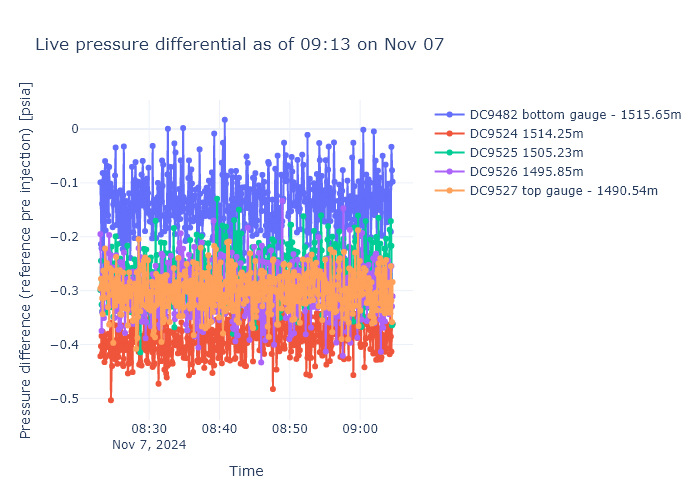 Live pressure differential as of 09:13 on Nov 07
Pressure difference (reference pre injection) [psia]
0
−0.1
−0.2
−0.3
−0.4
−0.5
08:30
08:40
08:50
09:00
Nov 7, 2024
Time
DC9482 bottom gauge - 1515.65m
DC9524 1514.25m
DC9525 1505.23m
DC9526 1495.85m
DC9527 top gauge - 1490.54m